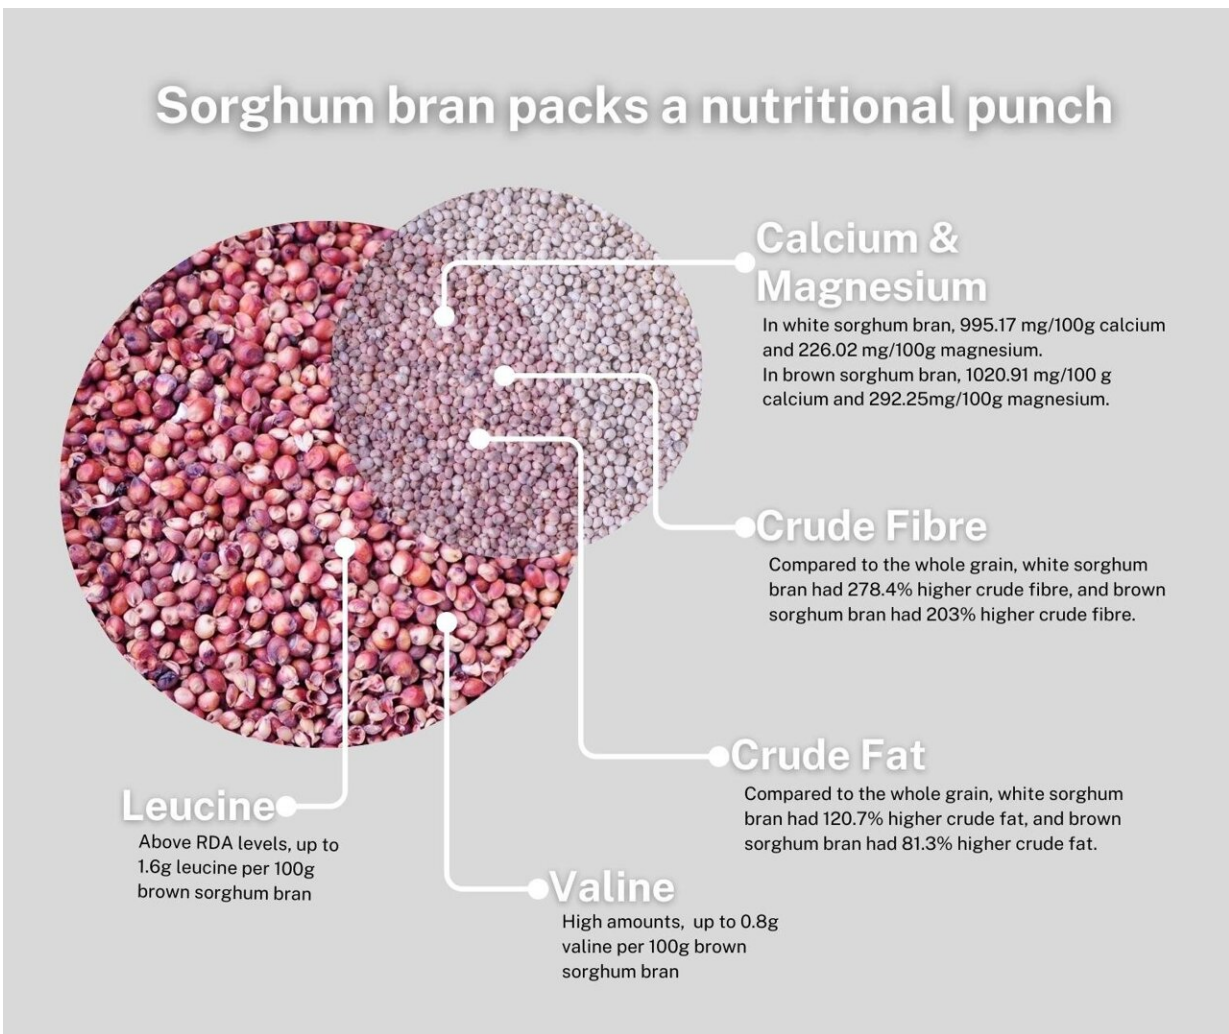 Sorghum bran packs a nutritional punch
Calcium &
Magnesium
In white sorghum bran, 995.17 mg/100g calcium
and 226.02 mg/100g magnesium.
In brown sorghum bran, 1020.91 mg/100 g
calcium and 292.25mg/100g magnesium.
Crude Fibre
Compared to the whole grain, white sorghum
bran had 278.4% higher crude fibre, and brown
sorghum bran had 203% higher crude fibre.
Crude Fat
Compared to the whole grain, white sorghum
bran had 120.7% higher crude fat, and brown
sorghum bran had 81.3% higher crude fat.
Leucine
Above RDA levels, up to
1.6g leucine per 100g
brown sorghum bran
Valine
High amounts, up to 0.8g
valine per 100g brown
sorghum bran